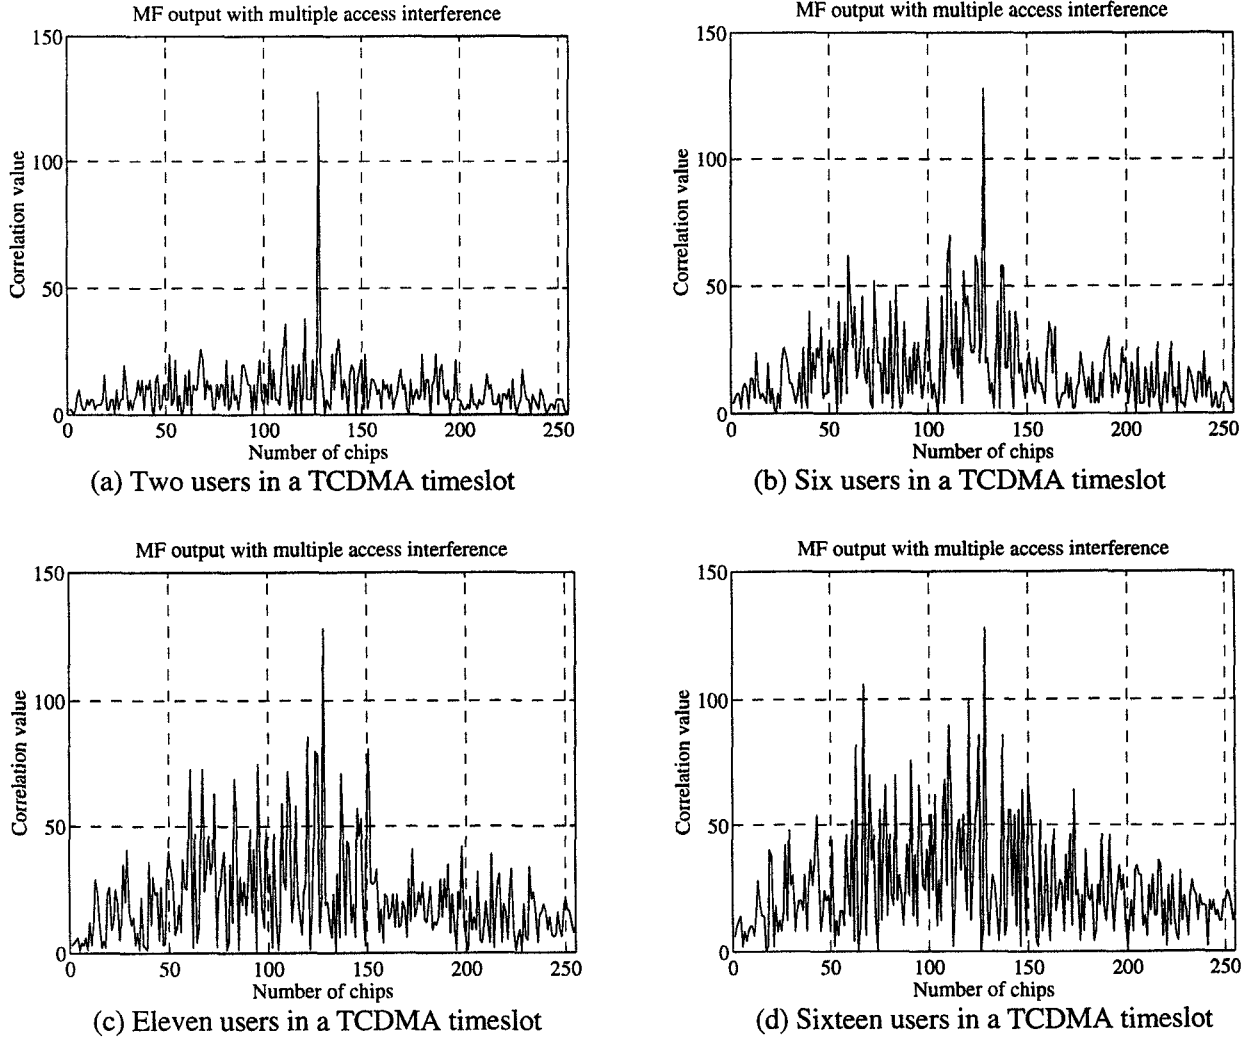 MF output with multiple access interference
150
100
50
0
Correlation value
0 50 100 150 200 250
Number of chips
(a) Two users in a TCDMA timeslot
MF output with multiple access interference
150
100
50
0
Correlation value
0 50 100 150 200 250
Number of chips
(b) Six users in a TCDMA timeslot
MF output with multiple access interference
150
100
50
0
Correlation value
0 50 100 150 200 250
Number of chips
(c) Eleven users in a TCDMA timeslot
MF output with multiple access interference
150
100
50
0
Correlation value
0 50 100 150 200 250
Number of chips
(d) Sixteen users in a TCDMA timeslot